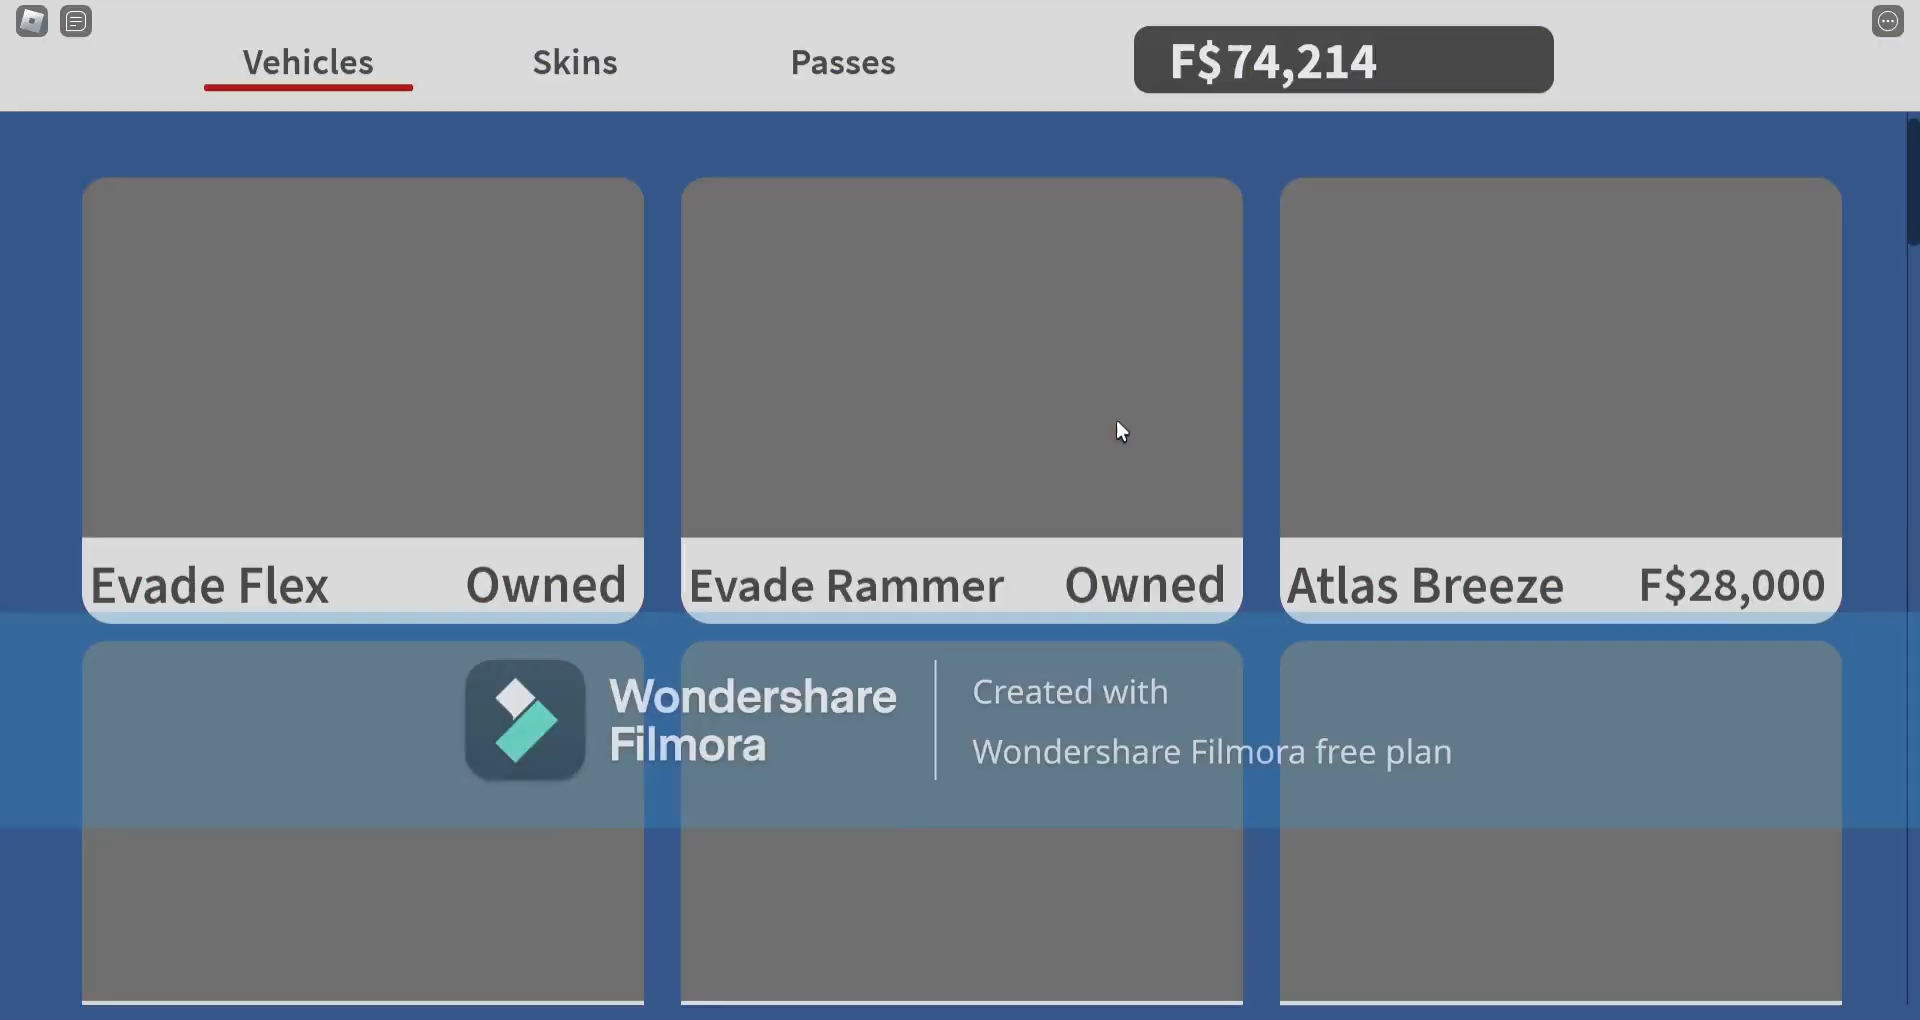 Vehicles
Skins
Passes
F$74,214
Evade Flex
Owned
Evade Rammer
Owned
Atlas Breeze
F$28,000
Wondershare
Filmora
Created with
Wondershare Filmora free plan